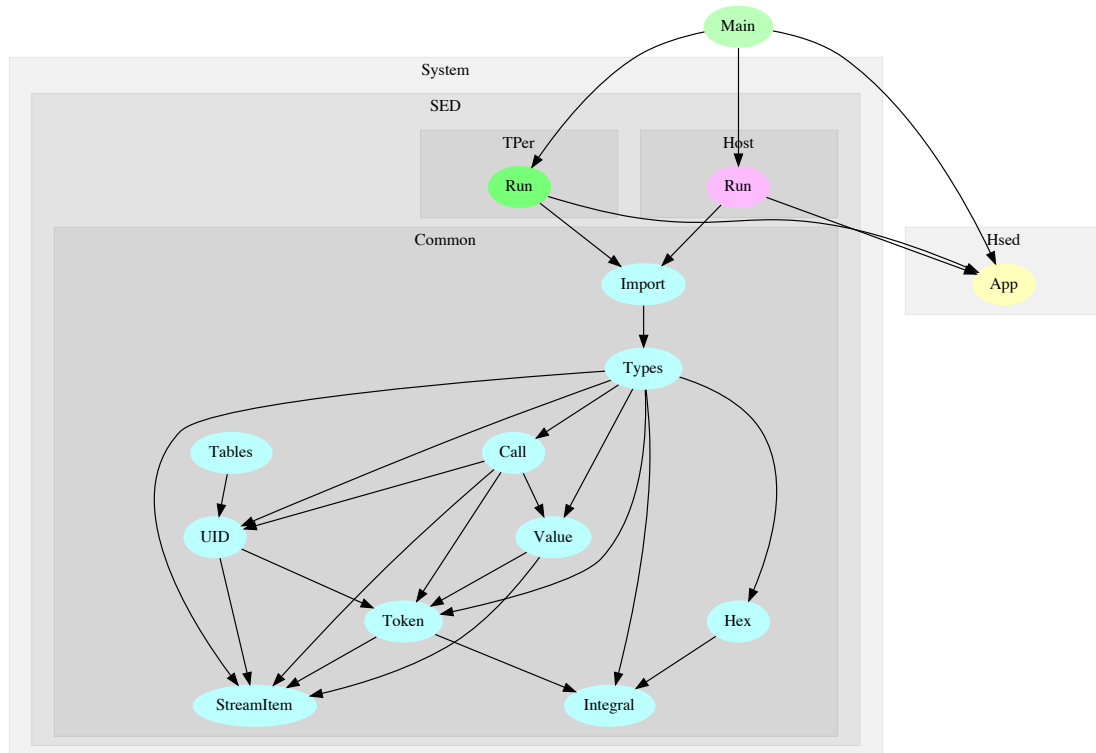 Main
System
SED
TPer
Host
Run
Run
Common
Hsed
Import
App
Types
Tables
Call
UID
Value
Token
Hex
StreamItem
Integral